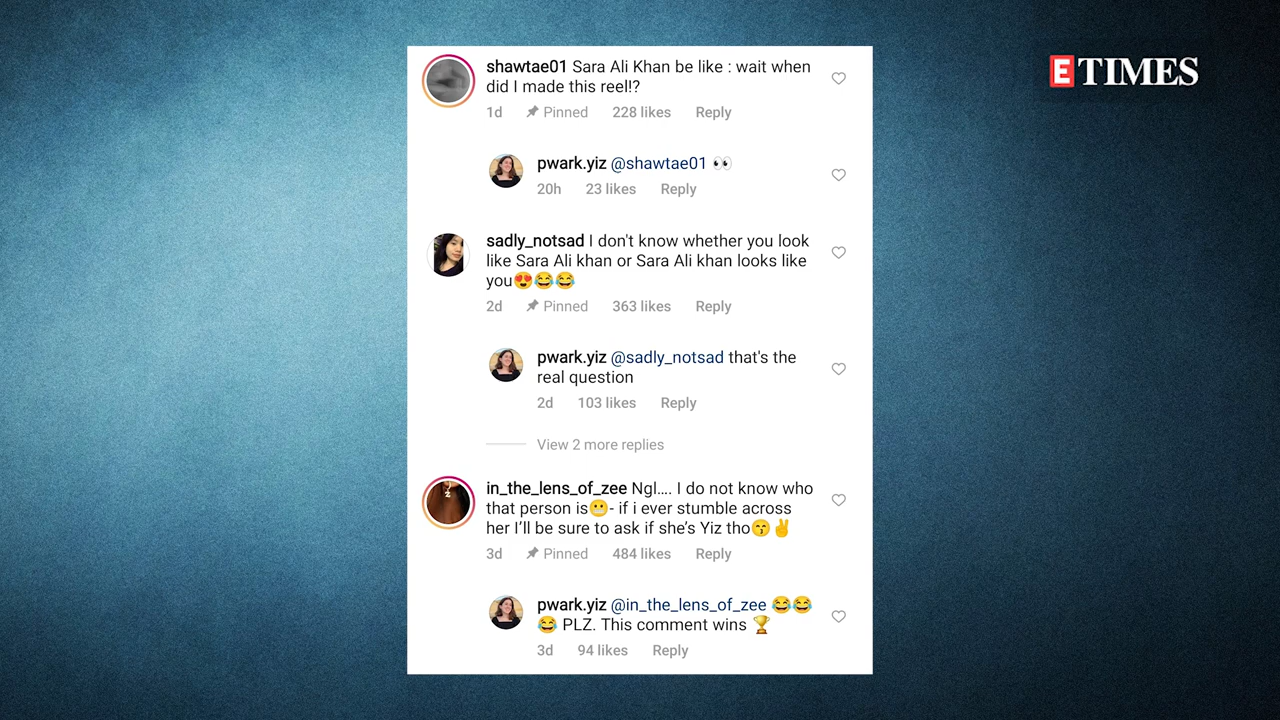 E TIMES
shawtae01 Sara Ali Khan be like : wait when
did I made this reel!?
1d Pinned 228 likes Reply
pwark.yiz @shawtae01 👀
20h 23 likes Reply
sadly_notsad I don't know whether you look
like Sara Ali khan or Sara Ali khan looks like
you😍😂😂
2d Pinned 363 likes Reply
pwark.yiz @sadly_notsad that's the
real question
2d 103 likes Reply
View 2 more replies
in_the_lens_of_zee Ngl…. I do not know who
that person is😬- if i ever stumble across
her I’ll be sure to ask if she’s Yiz tho😙✌️
3d Pinned 484 likes Reply
pwark.yiz @in_the_lens_of_zee 😂😂
😂 PLZ. This comment wins 🏆
3d 94 likes Reply